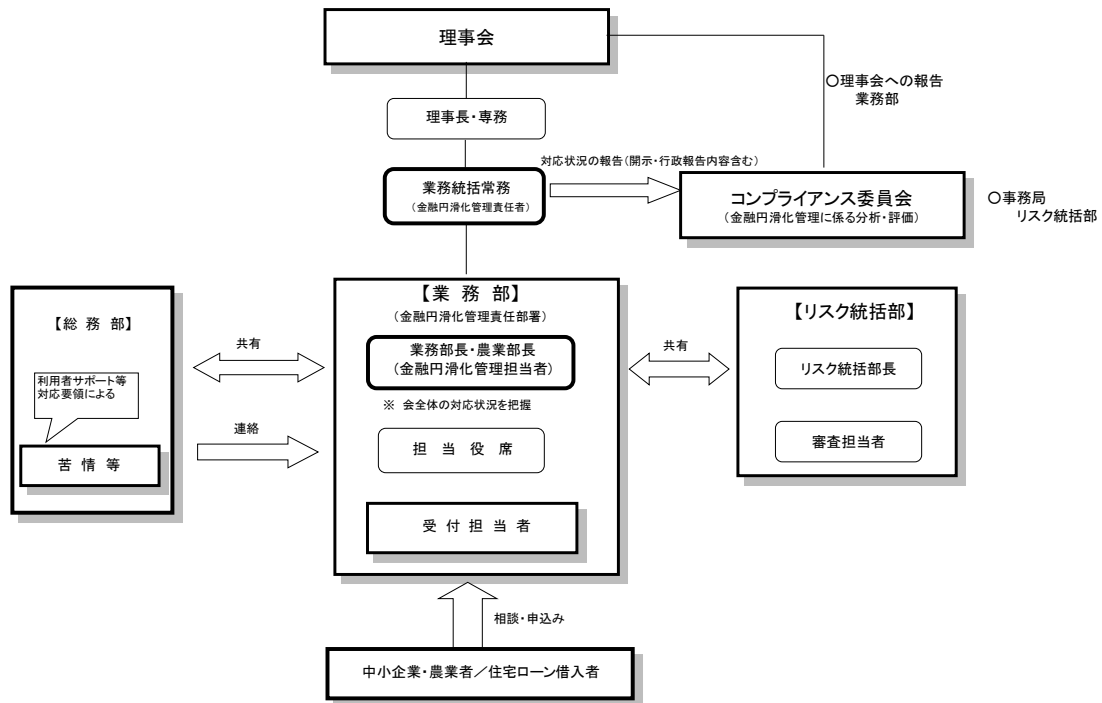 理事会
〇理事会への報告
業務部
理事長・専務
対応状況の報告(開示・行政報告内容含む)
業務統括常務
(金融円滑化管理責任者)
コンプライアンス委員会
(金融円滑化管理に係る分析・評価)
〇事務局
リスク統括部
【総 務 部】
利用者サポート等
対応要領による
苦 情 等
共有
連絡
【業 務 部】
(金融円滑化管理責任部署)
業務部長・農業部長
(金融円滑化管理担当者)
※ 会全体の対応状況を把握
担 当 役 席
受 付 担 当 者
共有
【リスク統括部】
リスク統括部長
審査担当者
相談・申込み
中小企業・農業者/住宅ローン借入者